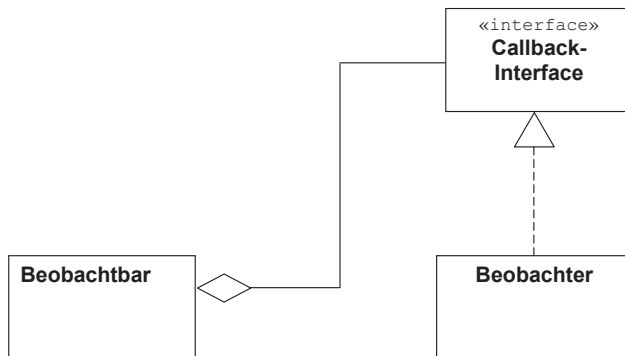 «interface»
Callback-
Interface
Beobachtbar
Beobachter